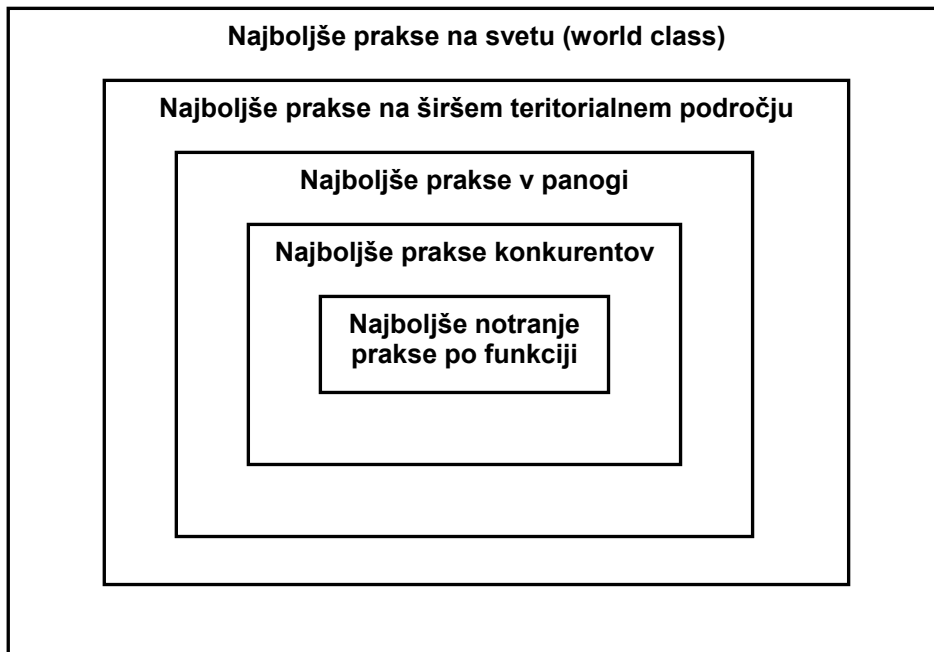 Najboljše prakse na svetu (world class)
Najboljše prakse na širšem teritorialnem področju
Najboljše prakse v panogi
Najboljše prakse konkurentov
Najboljše notranje
prakse po funkciji